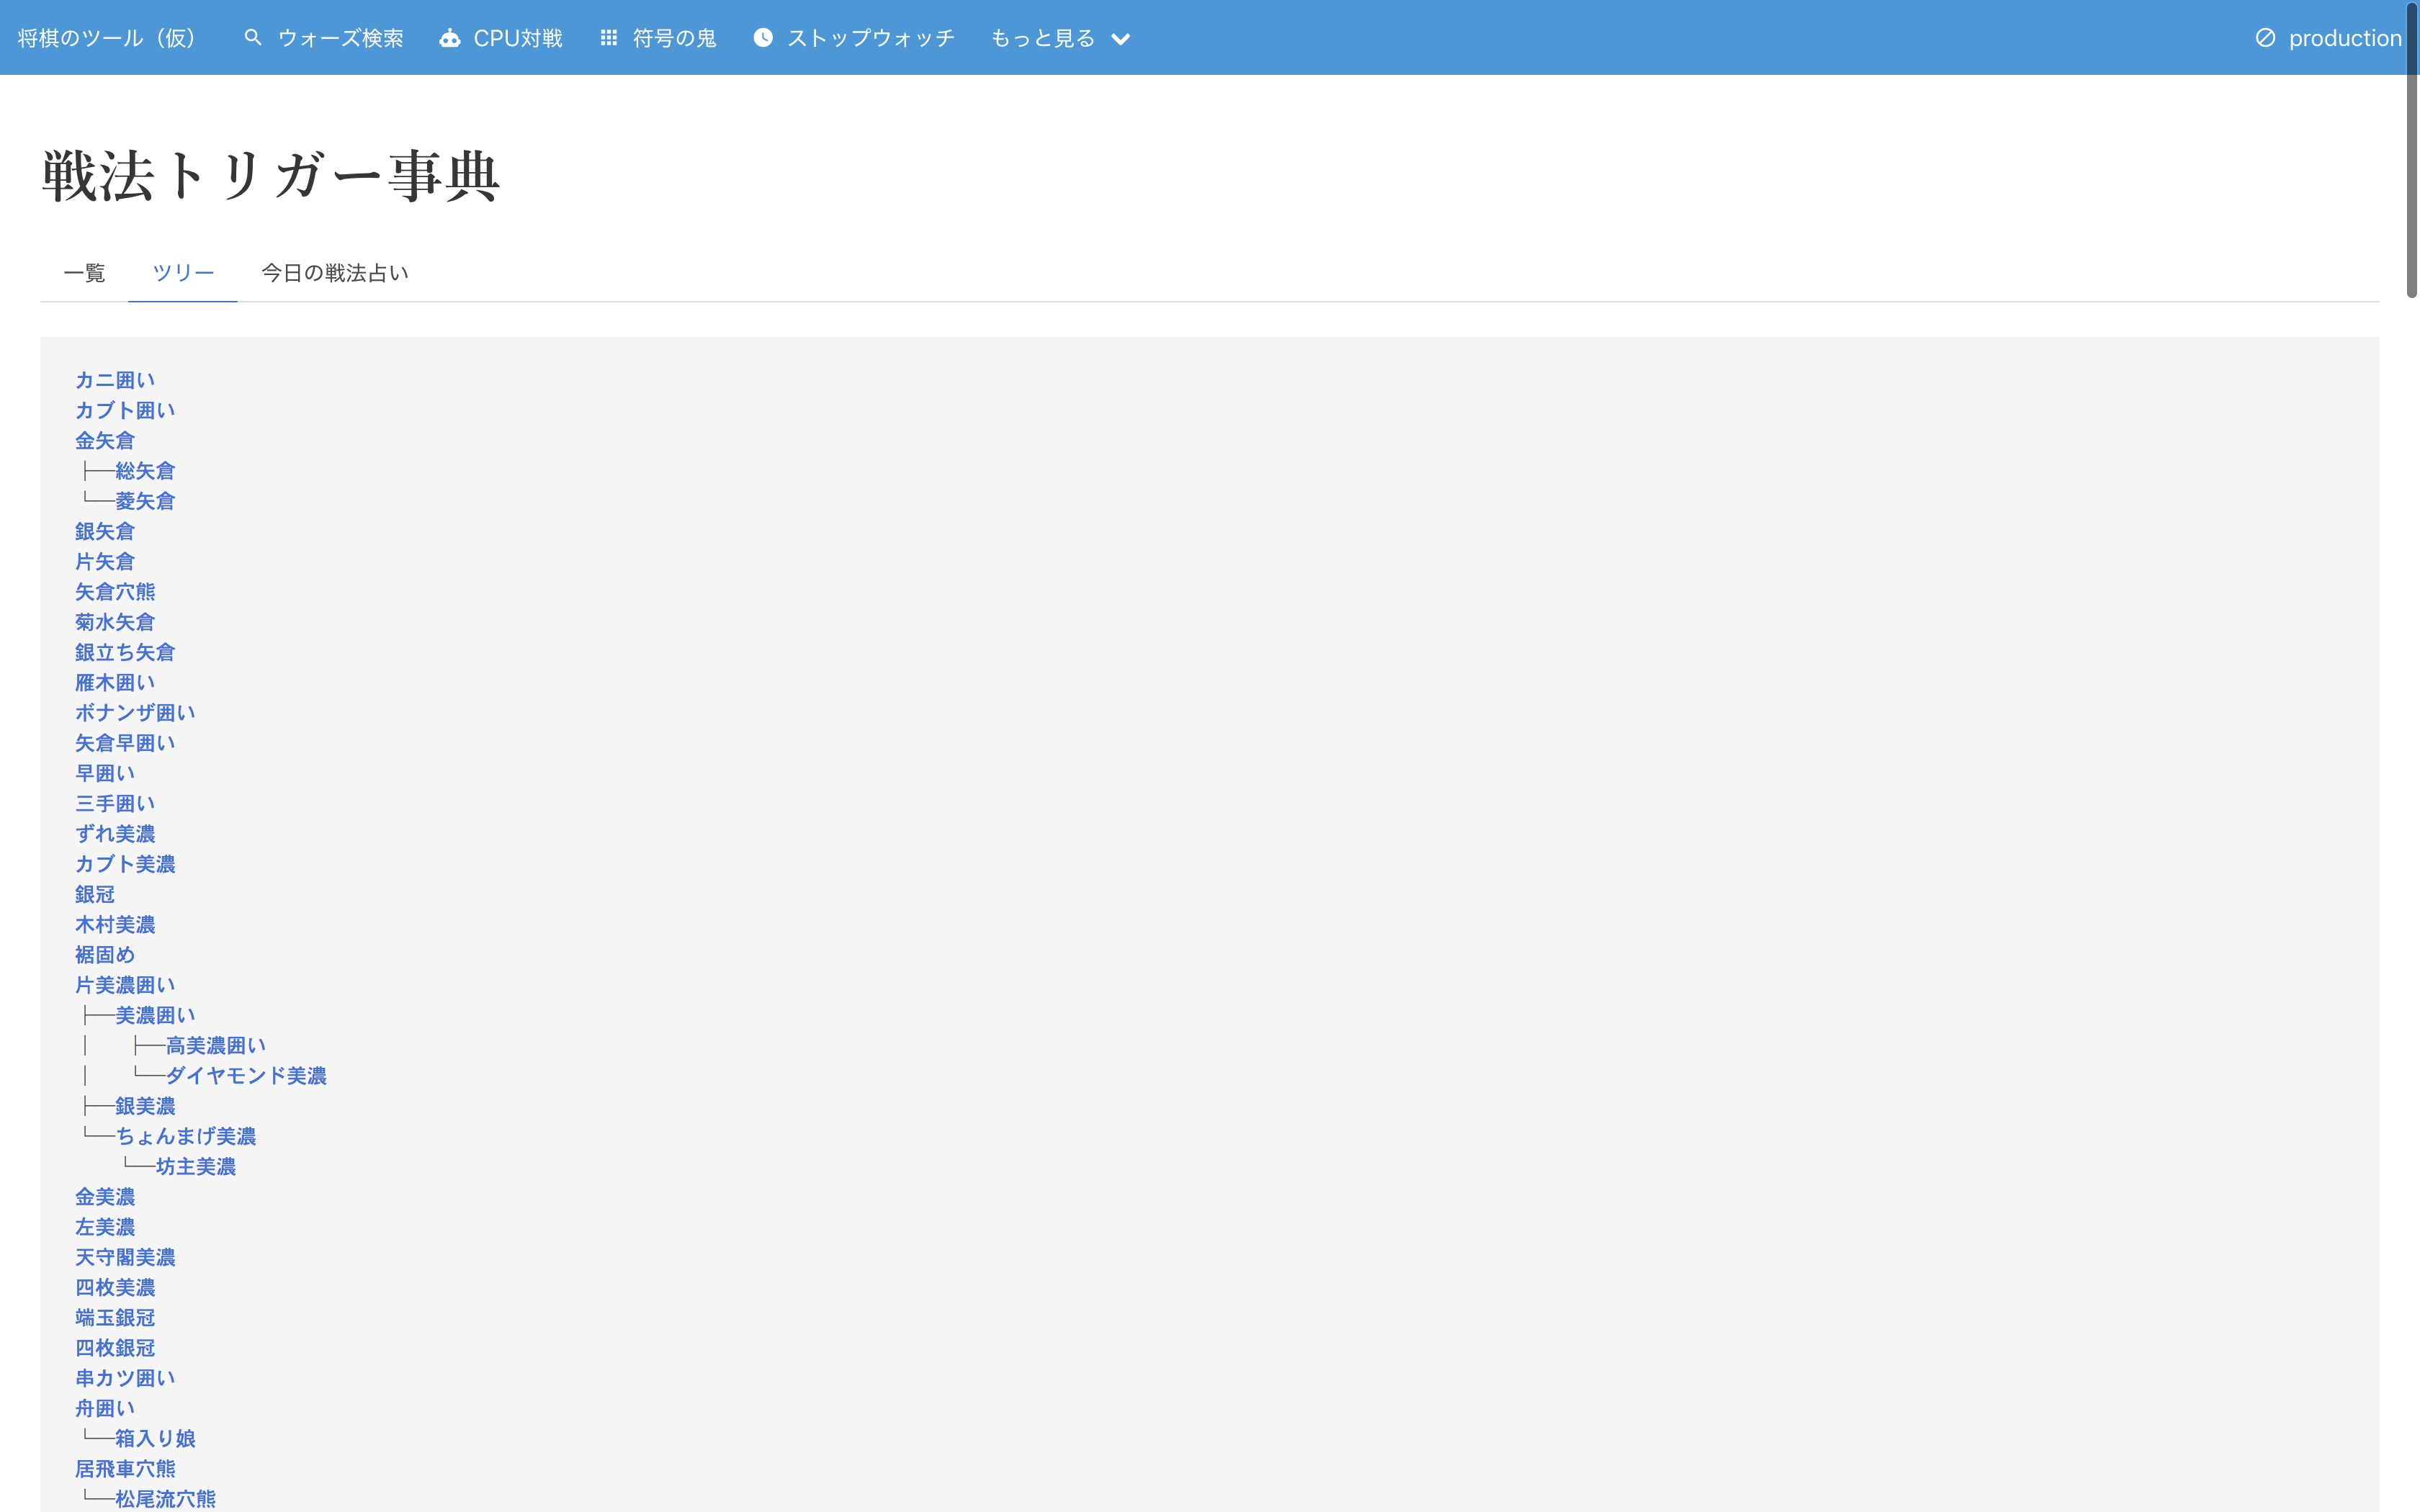 将棋のツール（仮） ウォーズ検索 CPU対戦 符号の鬼 ストップウォッチ もっと見る production
戦法トリガー事典
一覧 ツリー 今日の戦法占い
カニ囲い
カブト囲い
金矢倉
├─総矢倉
└─菱矢倉
銀矢倉
片矢倉
矢倉穴熊
菊水矢倉
銀立ち矢倉
雁木囲い
ボナンザ囲い
矢倉早囲い
早囲い
三手囲い
ずれ美濃
カブト美濃
銀冠
木村美濃
裾固め
片美濃囲い
├─美濃囲い
│ ├─高美濃囲い
│ └─ダイヤモンド美濃
├─銀美濃
└─ちょんまげ美濃
└─坊主美濃
金美濃
左美濃
天守閣美濃
四枚美濃
端玉銀冠
四枚銀冠
串カツ囲い
舟囲い
└─箱入り娘
居飛車穴熊
└─松尾流穴熊